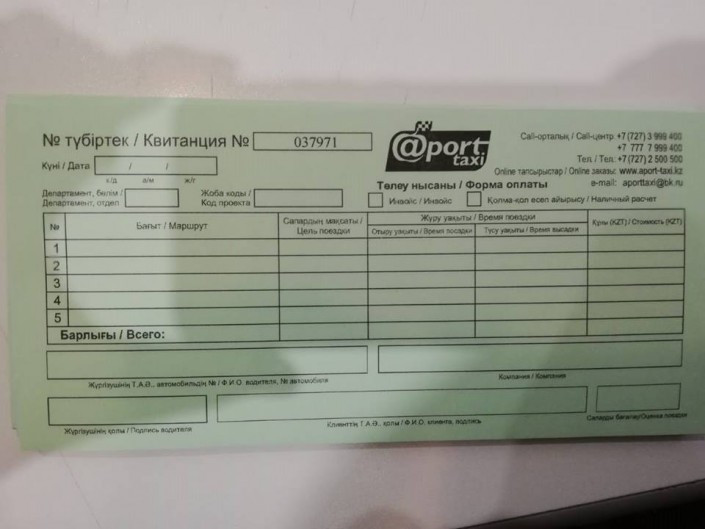 № түбіртек / Квитанция № 037971
@port taxi
Call-орталық / Call-центр +7 (727) 3 999 400
+7 777 7 999 400
Тел. / Тел: +7 (727) 2 500 500
Online тапсырыстар / Online заказы: www.aport-taxi.kz
e-mail: aporttaxi@bk.ru
Күні / Дата / /
к/д а/м ж/г
Департамент, бөлім / Департамент, отдел
Жоба коды / Код проекта
Төлеу нысаны / Форма оплаты
Инвойс / Инвойс
Қолма-қол есеп айырысу / Наличный расчет
№ Бағыт / Маршрут
Сапардың мақсаты / Цель поездки
Жүру уақыты / Время поездки
Отыру уақыты / Время посадки
Түсу уақыты / Время высадки
Құны (KZT) / Стоимость (KZT)
1
2
3
4
5
Барлығы / Всего:
Жүргізушінің Т.А.Ә., автомобильдің № / Ф.И.О. водителя, № автомобиля
Компания / Компания
Жүргізушінің қолы / Подпись водителя
Клиенттің Т.А.Ә., қолы / Ф.И.О. клиента, подпись
Сапарды бағалау/Оценка поездки